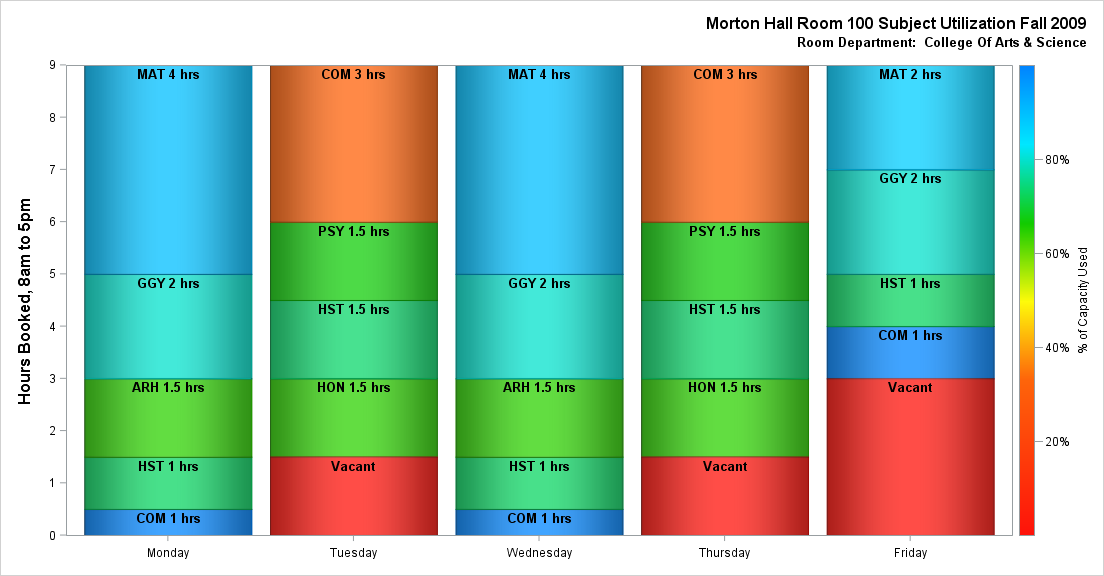 Morton Hall Room 100 Subject Utilization Fall 2009
Room Department:  College Of Arts & Science
Hours Booked, 8am to 5pm
9
8
7
6
5
4
3
2
1
0
MAT 4 hrs
GGY 2 hrs
ARH 1.5 hrs
HST 1 hrs
COM 1 hrs
Monday
COM 3 hrs
PSY 1.5 hrs
HST 1.5 hrs
HON 1.5 hrs
Vacant
Tuesday
MAT 4 hrs
GGY 2 hrs
ARH 1.5 hrs
HST 1 hrs
COM 1 hrs
Wednesday
COM 3 hrs
PSY 1.5 hrs
HST 1.5 hrs
HON 1.5 hrs
Vacant
Thursday
MAT 2 hrs
GGY 2 hrs
HST 1 hrs
COM 1 hrs
Vacant
Friday
80%
60%
40%
20%
% of Capacity Used